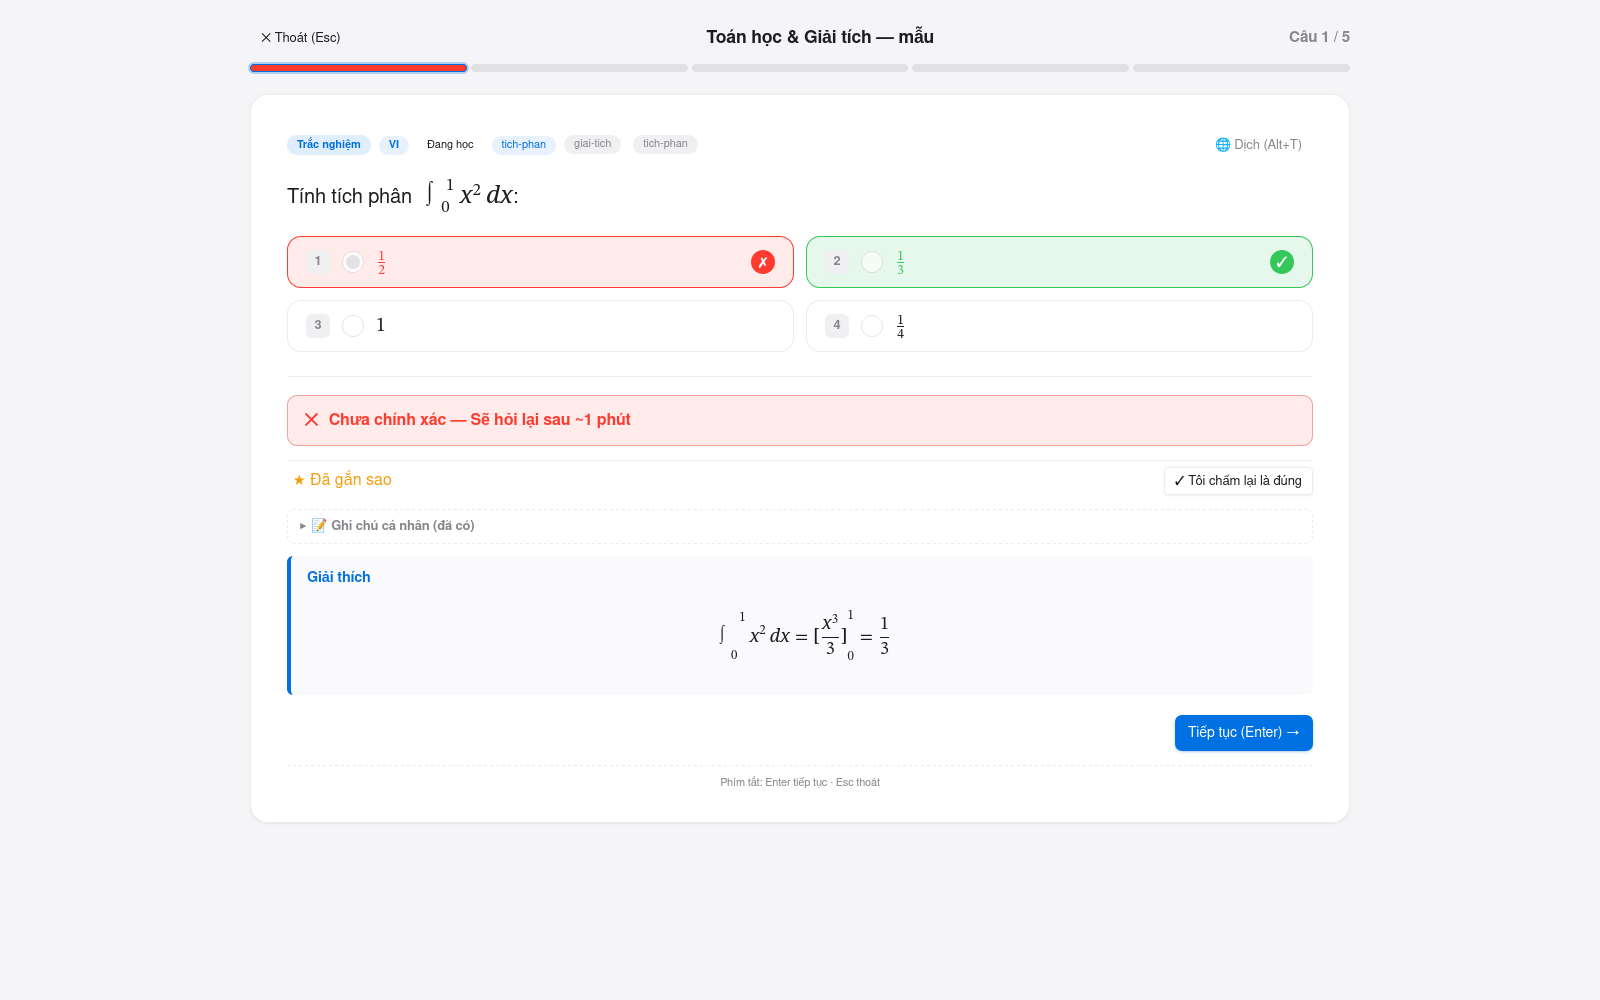 ✕ Thoát (Esc)
Toán học & Giải tích — mẫu
Câu 1 / 5
Trắc nghiệm VI Đang học tich-phan giai-tich tich-phan
🌐 Dịch (Alt+T)
Tính tích phân ∫₀¹ x² dx:
1 1/2 ✗
2 1/3 ✓
3 1
4 1/4
✕ Chưa chính xác — Sẽ hỏi lại sau ~1 phút
★ Đã gắn sao
✓ Tôi chấm lại là đúng
▸ 📝 Ghi chú cá nhân (đã có)
Giải thích
∫₀¹ x² dx = [x³/3]₀¹ = 1/3
Tiếp tục (Enter) →
Phím tắt: Enter tiếp tục · Esc thoát